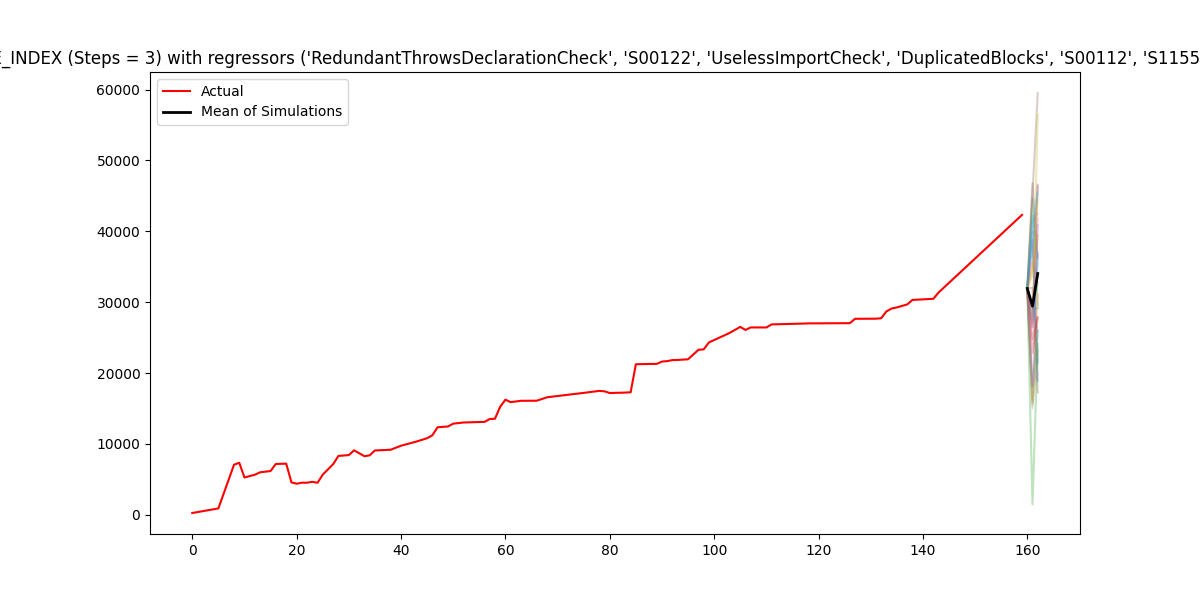 E_INDEX (Steps = 3) with regressors ('RedundantThrowsDeclarationCheck', 'S00122', 'UselessImportCheck', 'DuplicatedBlocks', 'S00112', 'S1155
Actual
Mean of Simulations
60000
50000
40000
30000
20000
10000
0
0 20 40 60 80 100 120 140 160